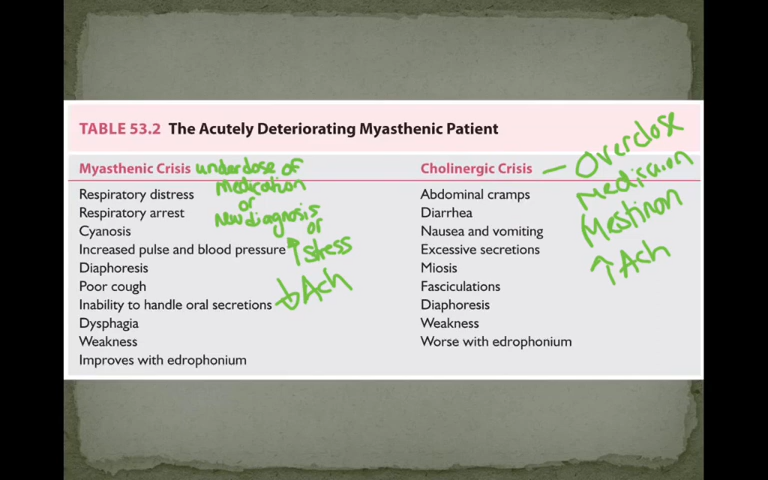 TABLE 53.2 The Acutely Deteriorating Myasthenic Patient
Myasthenic Crisis
underdose of
medication
or
New diagnosis
or
↑ stress
↓ Ach
Respiratory distress
Respiratory arrest
Cyanosis
Increased pulse and blood pressure
Diaphoresis
Poor cough
Inability to handle oral secretions
Dysphagia
Weakness
Improves with edrophonium
Cholinergic Crisis
— Overdose
Medication
Mestinon
↑ Ach
Abdominal cramps
Diarrhea
Nausea and vomiting
Excessive secretions
Miosis
Fasciculations
Diaphoresis
Weakness
Worse with edrophonium